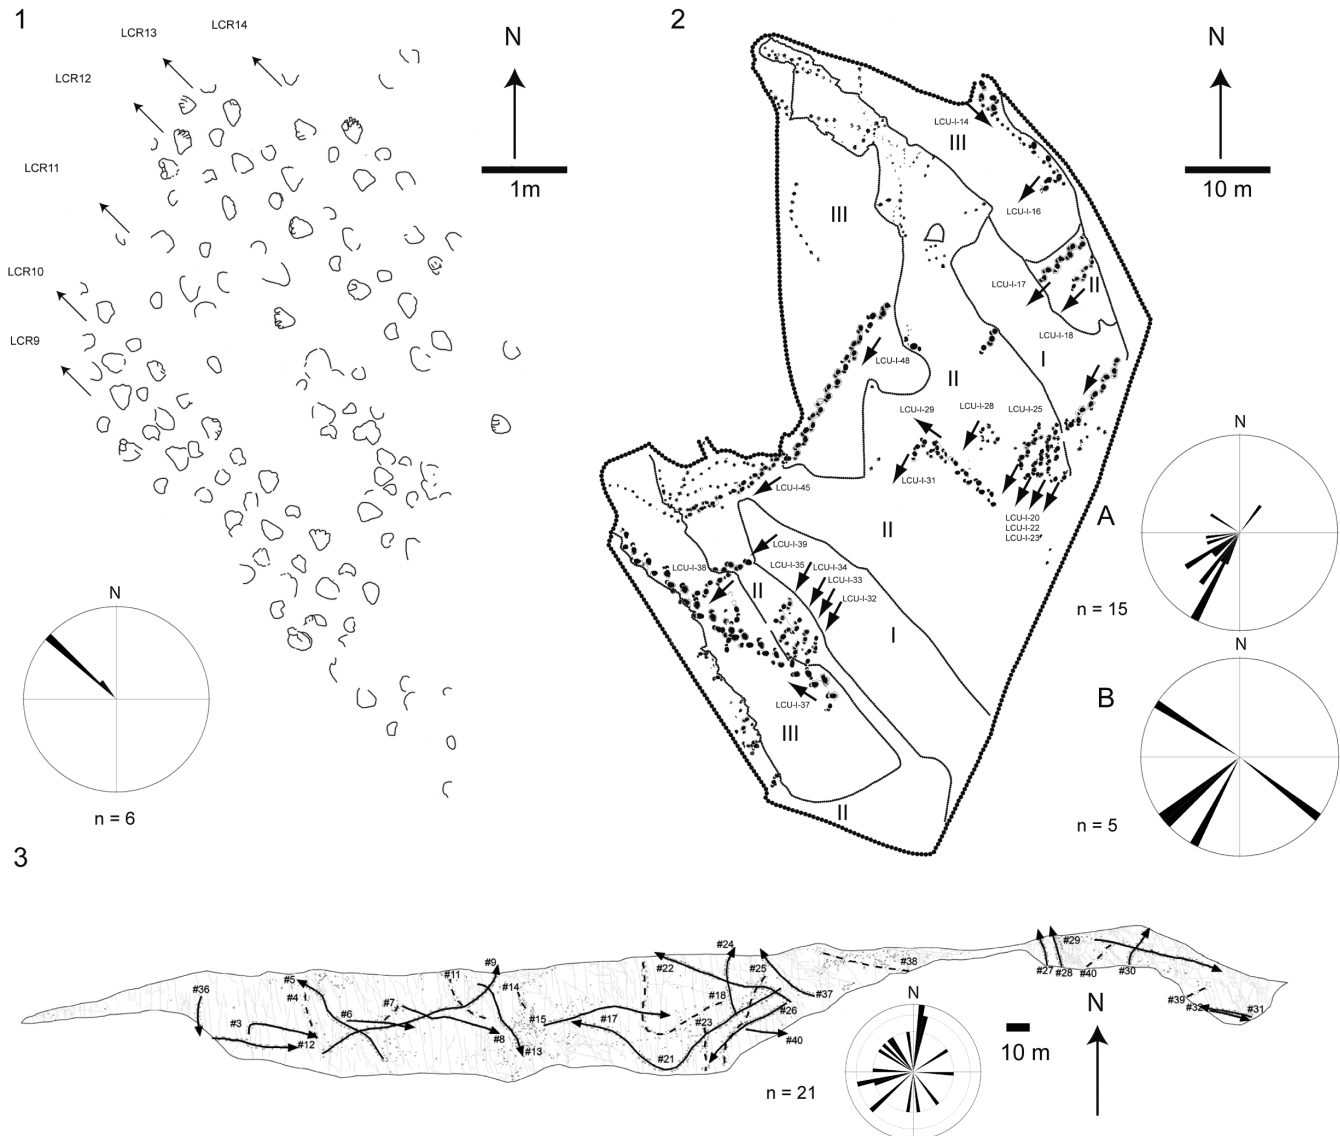 1
LCR14
LCR13
LCR12
LCR11
LCR10
LCR9
N
1m
N
n = 6
2
N
10 m
LCU-I-14
III
LCU-I-16
III
LCU-I-17
II
LCU-I-18
I
LCU-I-48
II
LCU-I-29
LCU-I-28
LCU-I-25
LCU-I-31
LCU-I-45
LCU-I-20
LCU-I-22
LCU-I-23
II
LCU-I-39
LCU-I-38
LCU-I-35
LCU-I-34
LCU-I-33
LCU-I-32
II
I
LCU-I-37
III
II
N
A
n = 15
N
B
n = 5
3
#36
#3
#12
#5
#4
#6
#7
#11
#9
#14
#8
#13
#15
#17
#22
#21
#24
#18
#23
#25
#26
#37
#40
#38
#27
#28
#29
#40
#30
#39
#32
#31
N
n = 21
10 m
N